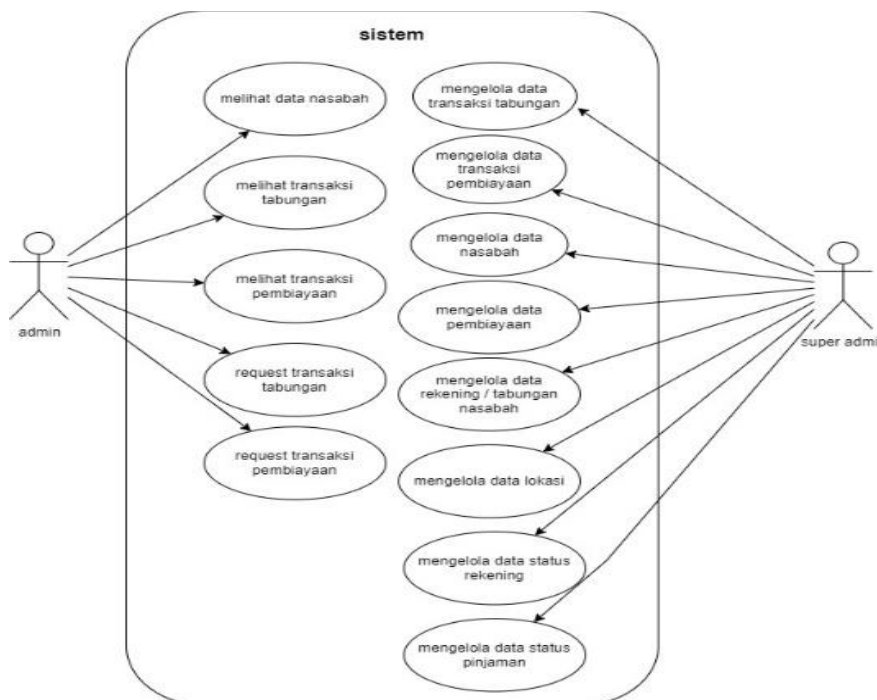 sistem
melihat data nasabah
melihat transaksi
tabungan
melihat transaksi
pembiayaan
request transaksi
tabungan
request transaksi
pembiayaan
mengelola data
transaksi tabungan
mengelola data
transaksi
pembiayaan
mengelola data
nasabah
mengelola data
pembiayaan
mengelola data
rekening / tabungan
nasabah
mengelola data lokasi
mengelola data status
rekening
mengelola data status
pinjaman
admin
super admi